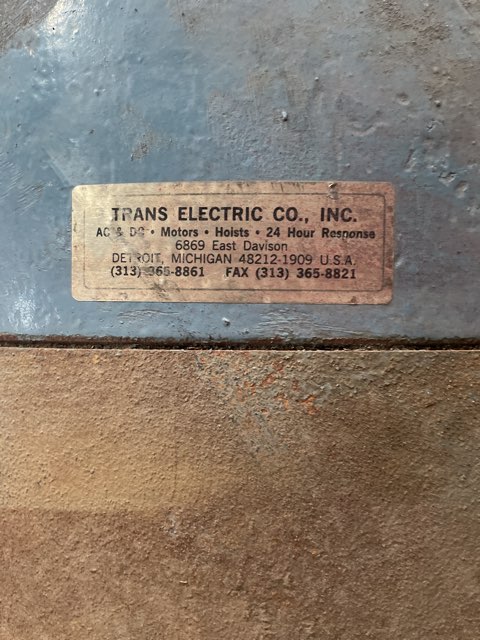 TRANS ELECTRIC CO., INC.
AC & DC • Motors • Hoists • 24 Hour Response
6869 East Davison
DETROIT, MICHIGAN 48212-1909 U.S.A.
(313) 365-8861 FAX (313) 365-8821